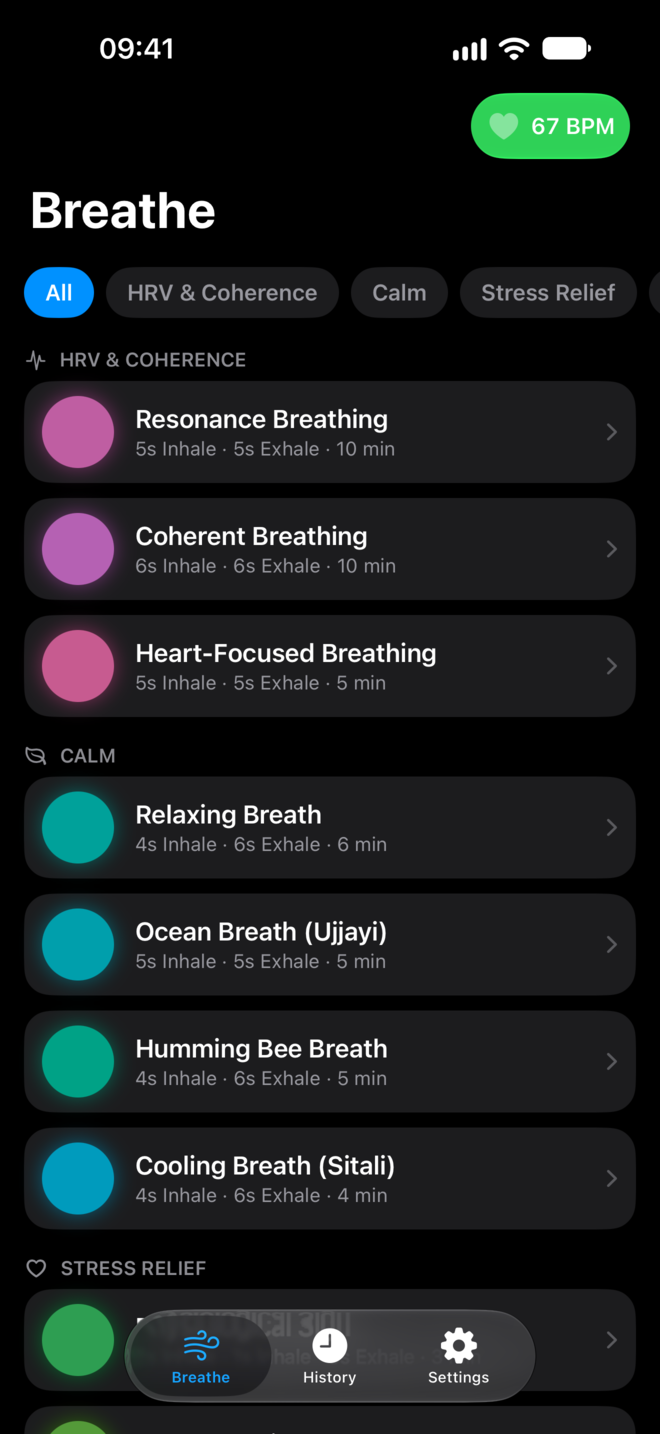 09:41
67 BPM
Breathe
All
HRV & Coherence
Calm
Stress Relief
HRV & COHERENCE
Resonance Breathing
5s Inhale · 5s Exhale · 10 min
Coherent Breathing
6s Inhale · 6s Exhale · 10 min
Heart-Focused Breathing
5s Inhale · 5s Exhale · 5 min
CALM
Relaxing Breath
4s Inhale · 6s Exhale · 6 min
Ocean Breath (Ujjayi)
5s Inhale · 5s Exhale · 5 min
Humming Bee Breath
4s Inhale · 6s Exhale · 5 min
Cooling Breath (Sitali)
4s Inhale · 6s Exhale · 4 min
STRESS RELIEF
Exhale
Breathe
History
Settings